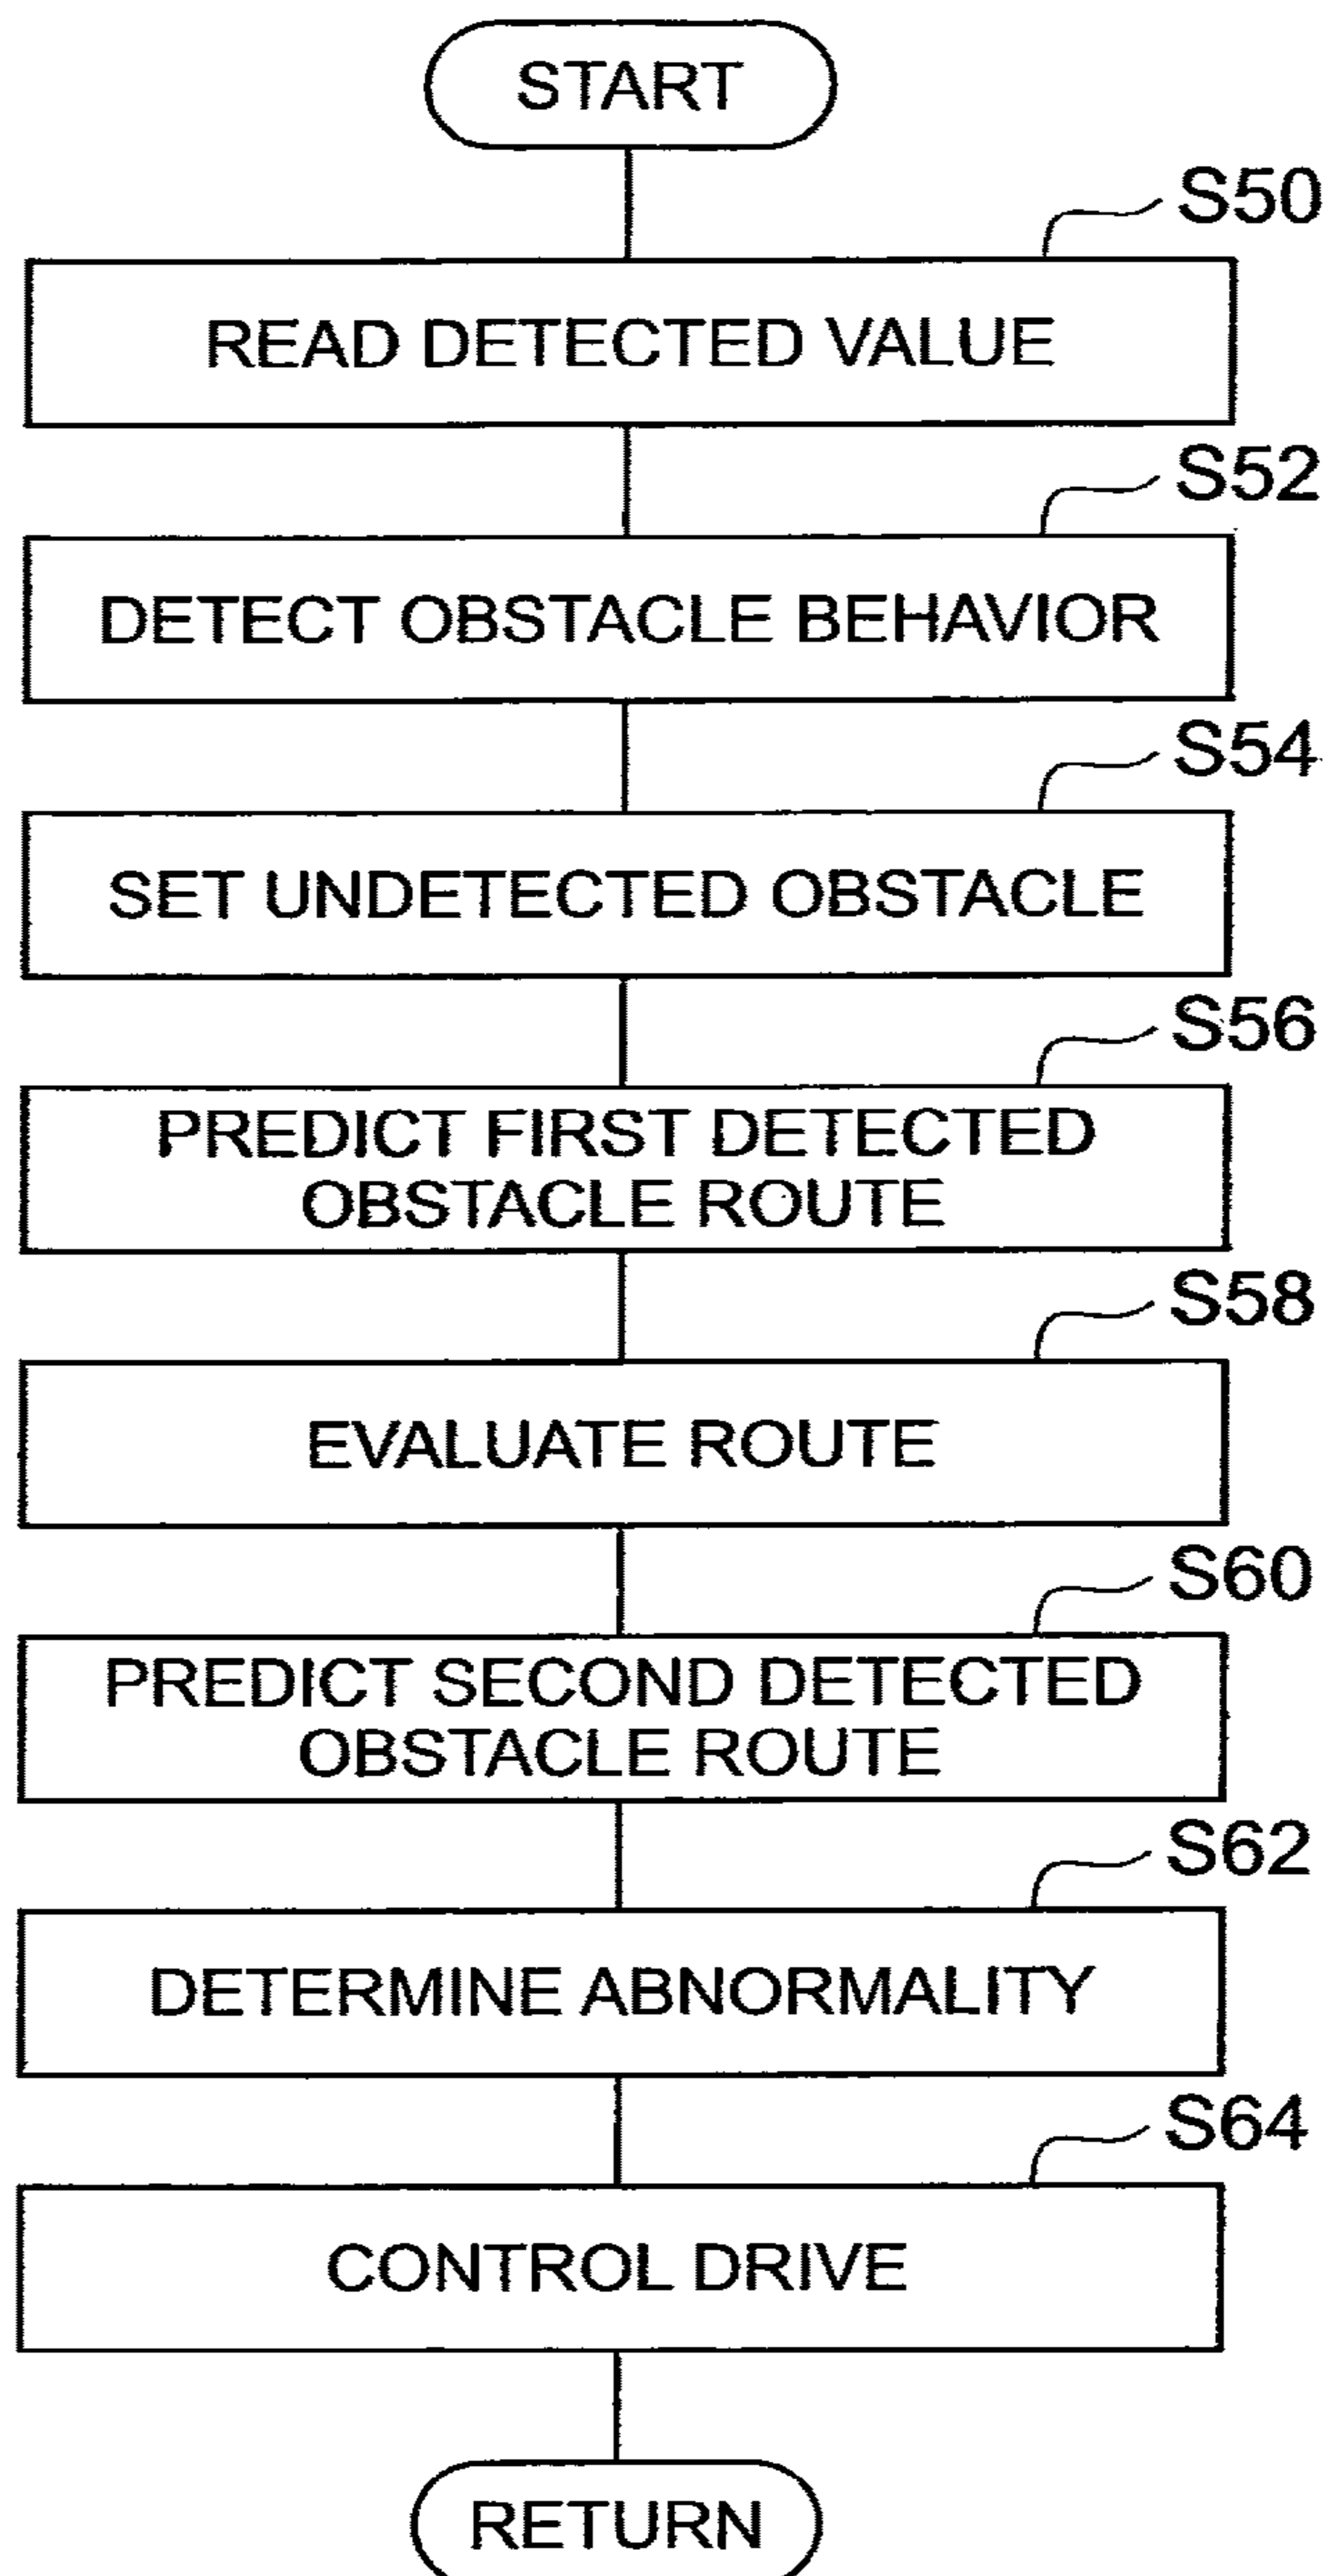 START
S50
READ DETECTED VALUE
S52
DETECT OBSTACLE BEHAVIOR
S54
SET UNDETECTED OBSTACLE
S56
PREDICT FIRST DETECTED
OBSTACLE ROUTE
S58
EVALUATE ROUTE
S60
PREDICT SECOND DETECTED
OBSTACLE ROUTE
S62
DETERMINE ABNORMALITY
S64
CONTROL DRIVE
RETURN